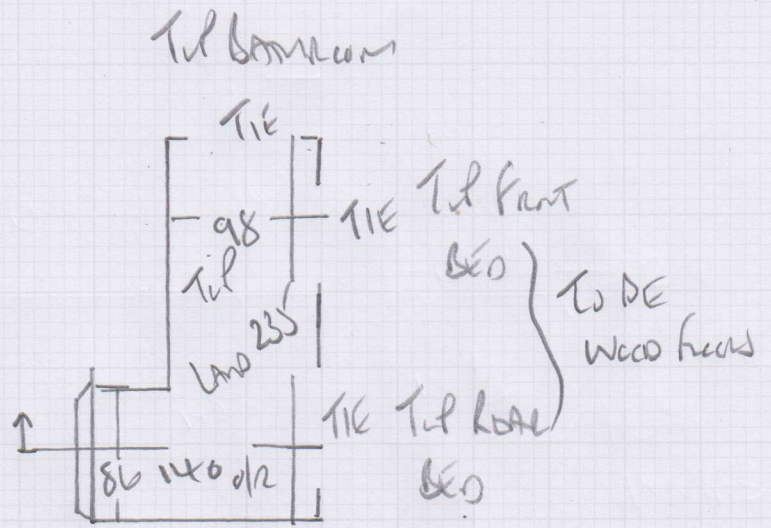 T.P BATHROOM
TIE
98
TIE T.P FRONT
BED
T.P
LAND 235
TO BE
WOOD FLOORS
TIE T.P REAR
BED
86 140 O/R